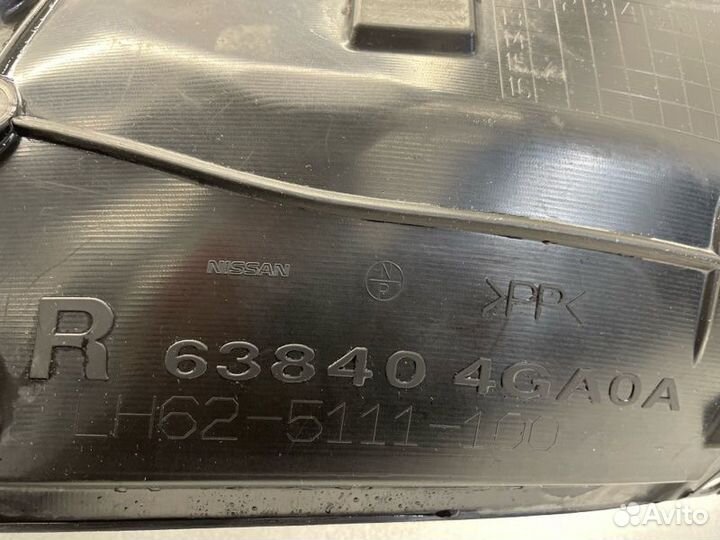 NISSAN
N
P
>PP<
R 63840 4GA0A
LH62-5111-100
Avito